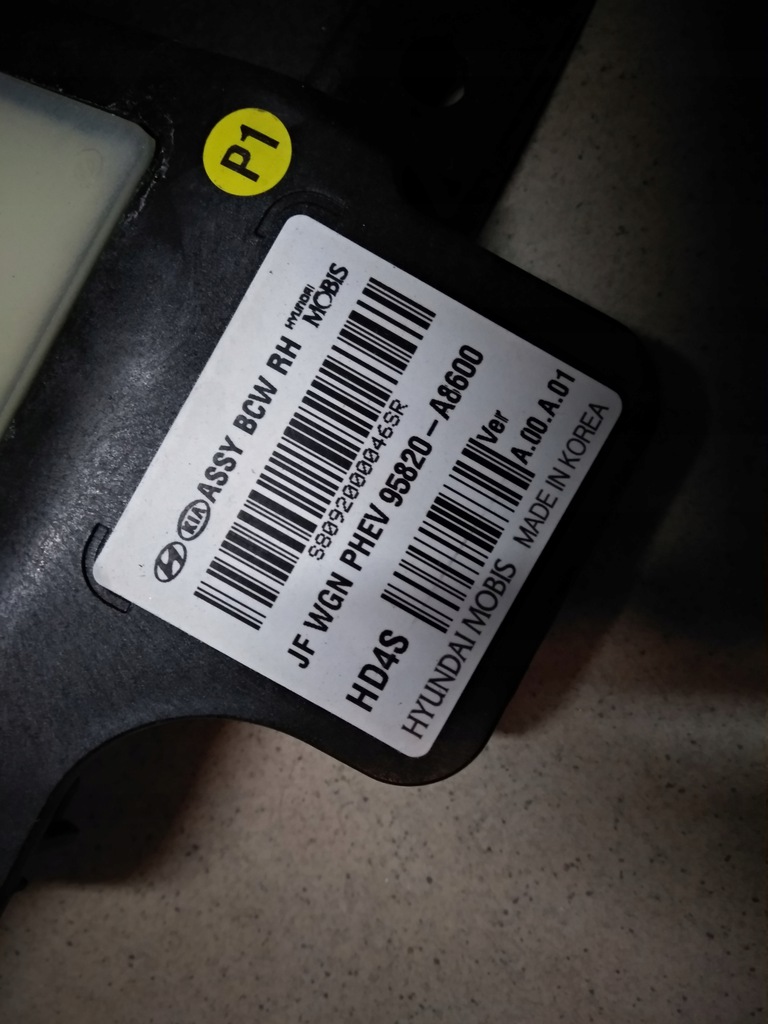 P1
KIA ASSY BCW RH HYUNDAI MOBIS
S8092000046SR
JF WGN PHEV 95820-A8600
HD4S Ver A.00.A.01
HYUNDAI MOBIS MADE IN KOREA